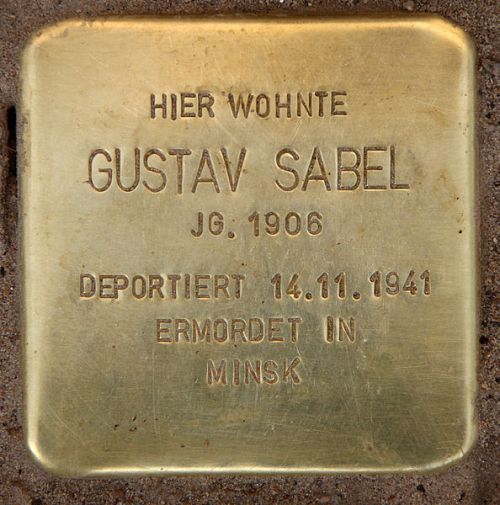 HIER WOHNTE
GUSTAV SABEL
JG. 1906
DEPORTIERT 14.11.1941
ERMORDET IN
MINSK